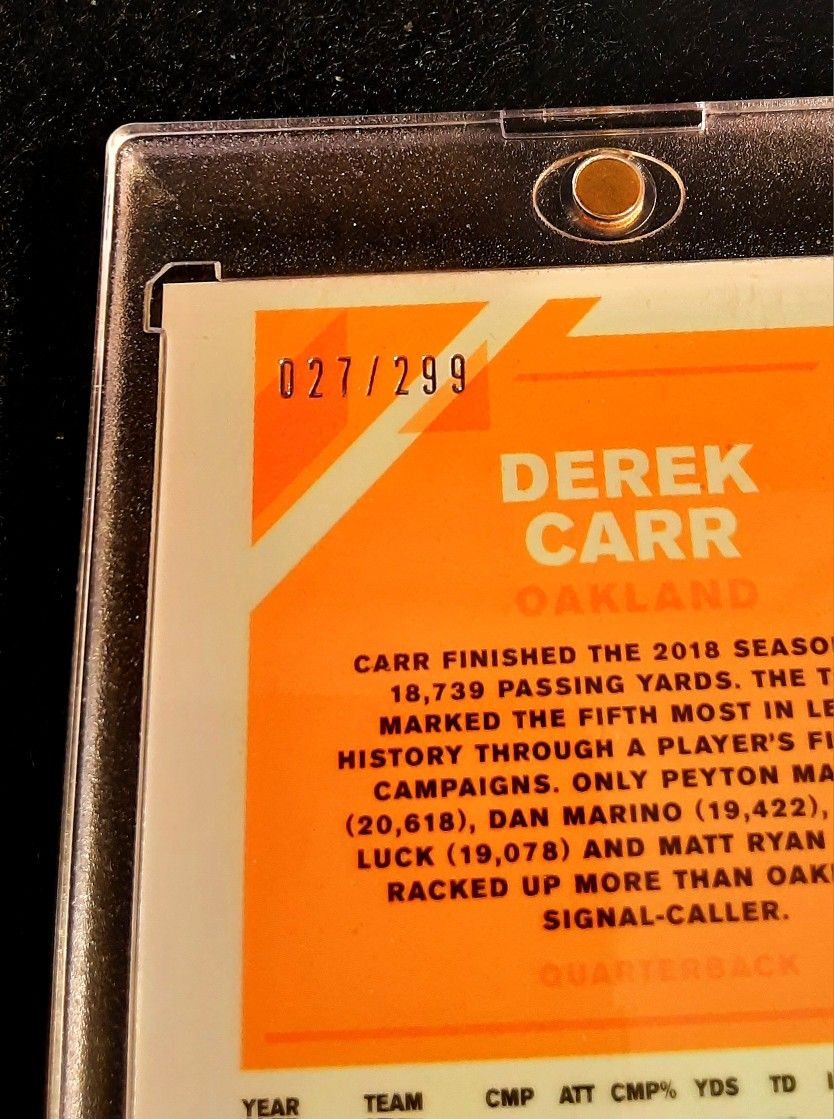 027/299
DEREK
CARR
OAKLAND
CARR FINISHED THE 2018 SEASO
18,739 PASSING YARDS. THE T
MARKED THE FIFTH MOST IN LE
HISTORY THROUGH A PLAYER'S FI
CAMPAIGNS. ONLY PEYTON MA
(20,618), DAN MARINO (19,422),
LUCK (19,078) AND MATT RYAN
RACKED UP MORE THAN OAK
SIGNAL-CALLER.
QUARTERBACK
YEAR TEAM CMP ATT CMP% YDS TD